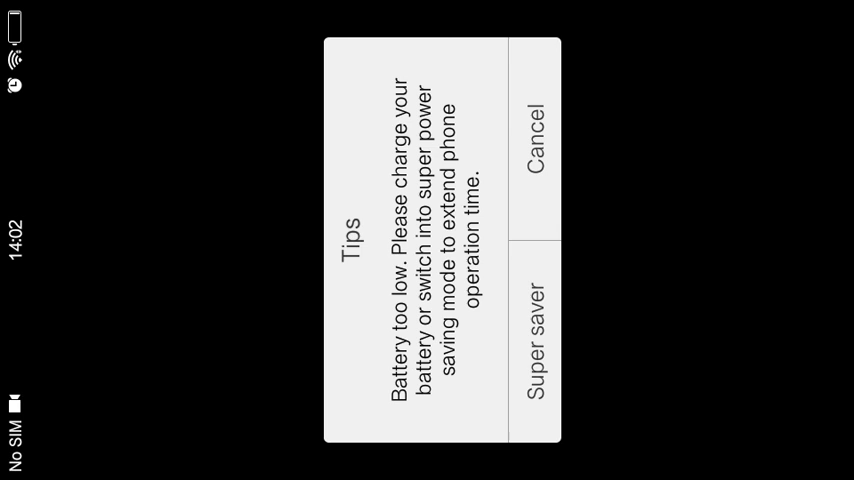 No SIM 14:02
Tips
Battery too low. Please charge your
battery or switch into super power
saving mode to extend phone
operation time.
Super saver Cancel